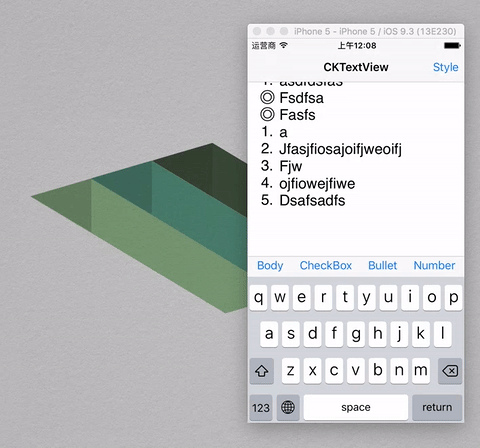 iPhone 5 - iPhone 5 / iOS 9.3 (13E230)
运营商 上午12:08
CKTextView Style
1. asdfdsfas
Fsdfsa
Fasfs
1. a
2. Jfasjfiosajoifjweoifj
3. Fjw
4. ojfiowejfiwe
5. Dsafsadfs
Body CheckBox Bullet Number
q w e r t y u i o p
a s d f g h j k l
z x c v b n m
123 space return